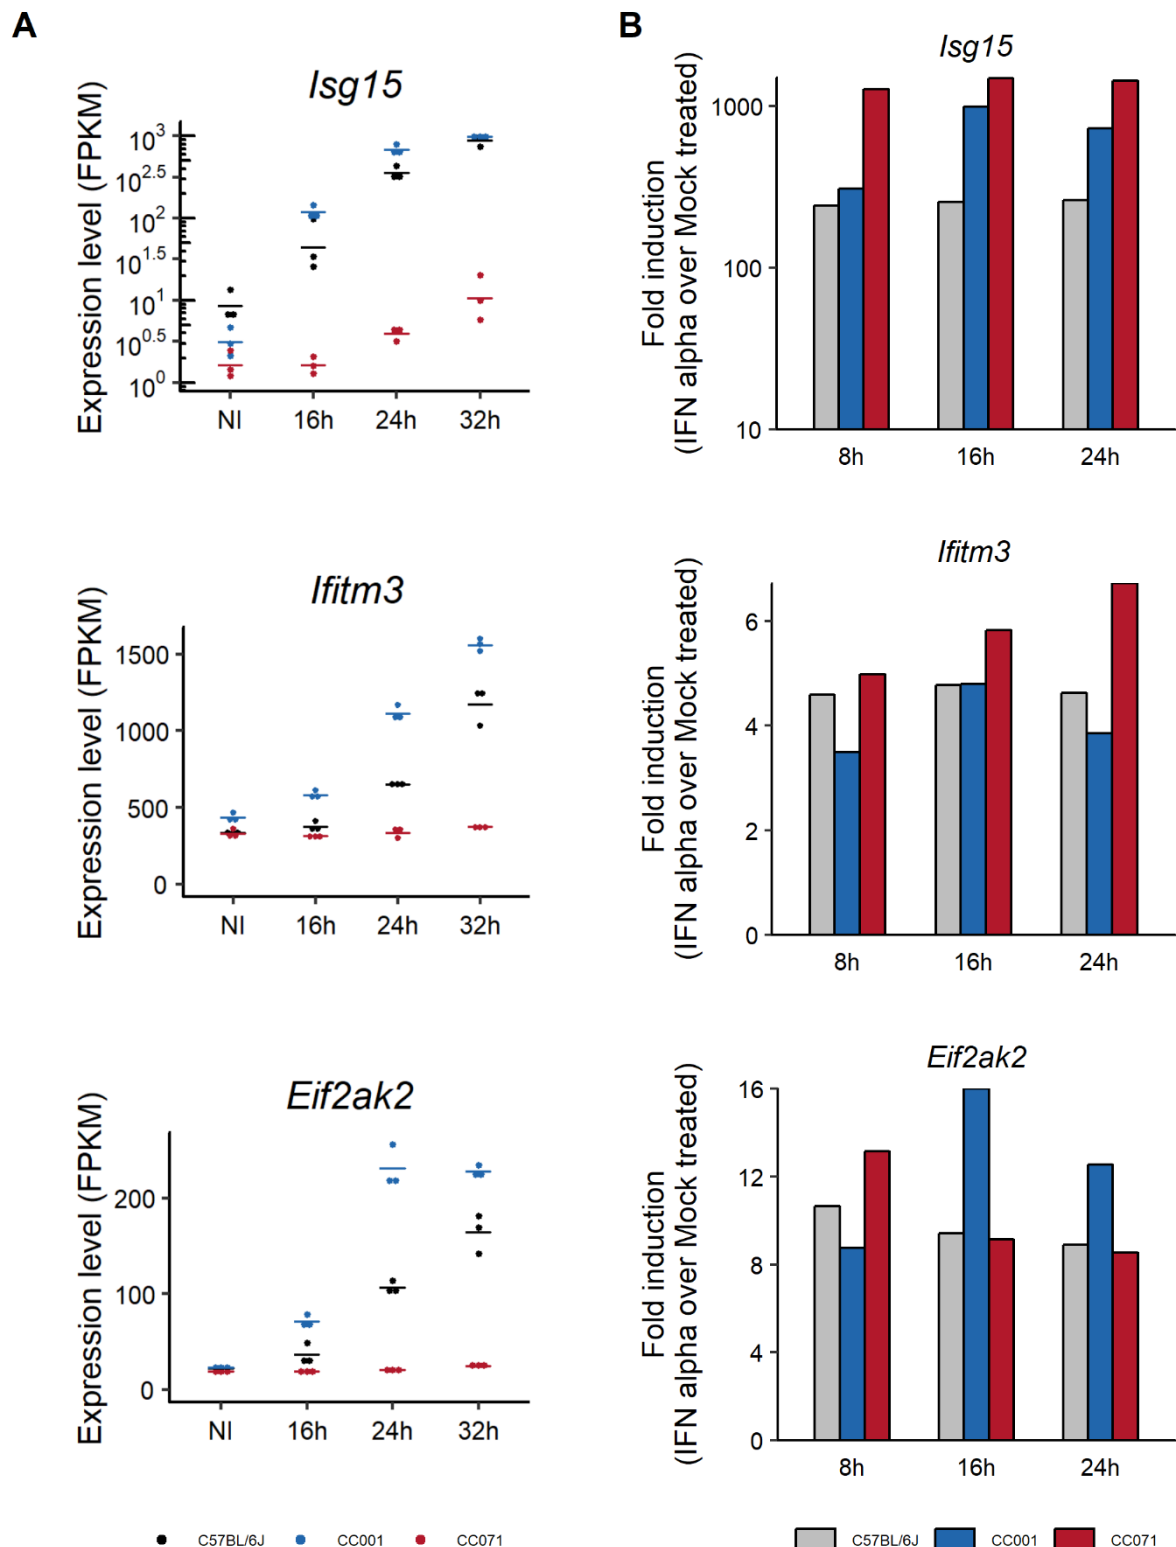 A
Isg15
Expression level (FPKM)
10^3
10^2.5
10^2
10^1.5
10^1
10^0.5
10^0
NI 16h 24h 32h
Ifitm3
Expression level (FPKM)
1500
1000
500
0
NI 16h 24h 32h
Eif2ak2
Expression level (FPKM)
200
100
0
NI 16h 24h 32h
C57BL/6J CC001 CC071
B
Isg15
Fold induction
(IFN alpha over Mock treated)
1000
100
10
8h 16h 24h
Ifitm3
Fold induction
(IFN alpha over Mock treated)
6
4
2
0
8h 16h 24h
Eif2ak2
Fold induction
(IFN alpha over Mock treated)
16
12
8
4
0
8h 16h 24h
C57BL/6J CC001 CC071